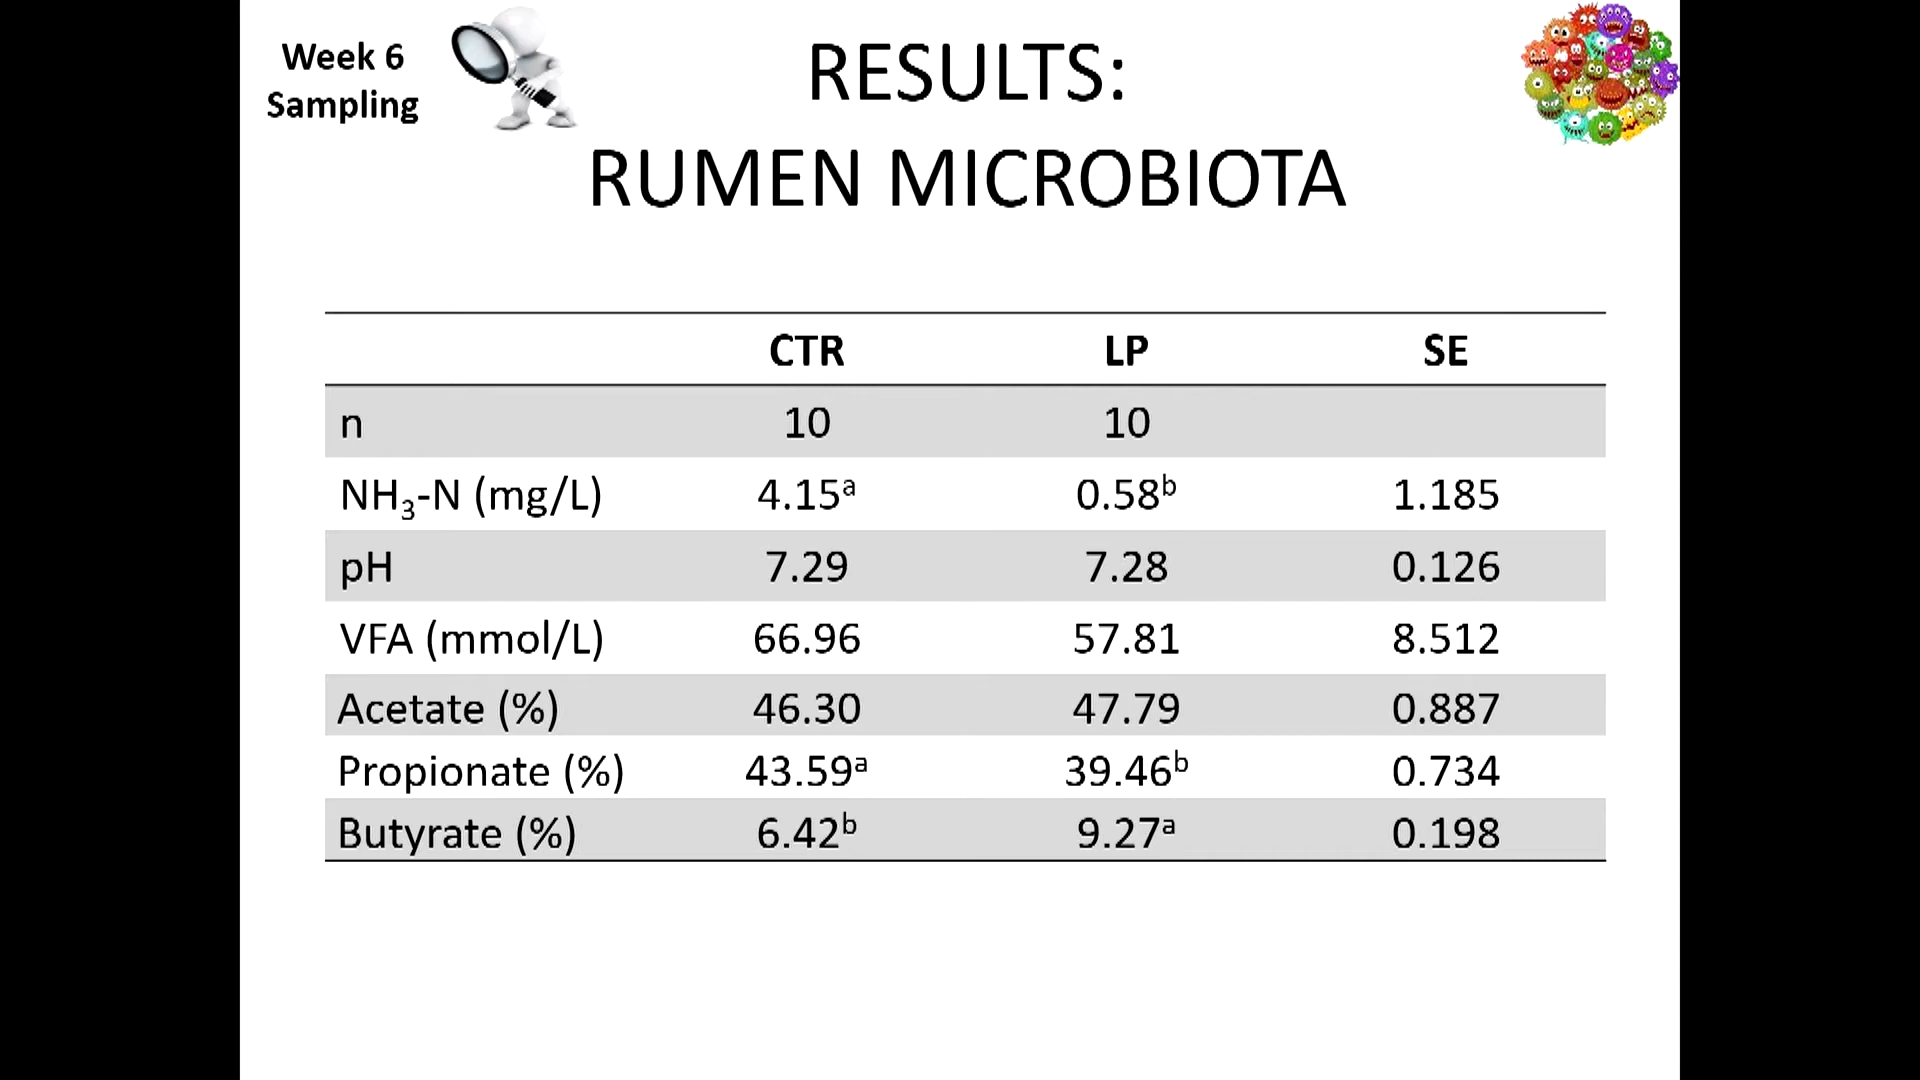 Week 6
Sampling
RESULTS:
RUMEN MICROBIOTA
CTR LP SE
n 10 10
NH₃-N (mg/L) 4.15ᵃ 0.58ᵇ 1.185
pH 7.29 7.28 0.126
VFA (mmol/L) 66.96 57.81 8.512
Acetate (%) 46.30 47.79 0.887
Propionate (%) 43.59ᵃ 39.46ᵇ 0.734
Butyrate (%) 6.42ᵇ 9.27ᵃ 0.198